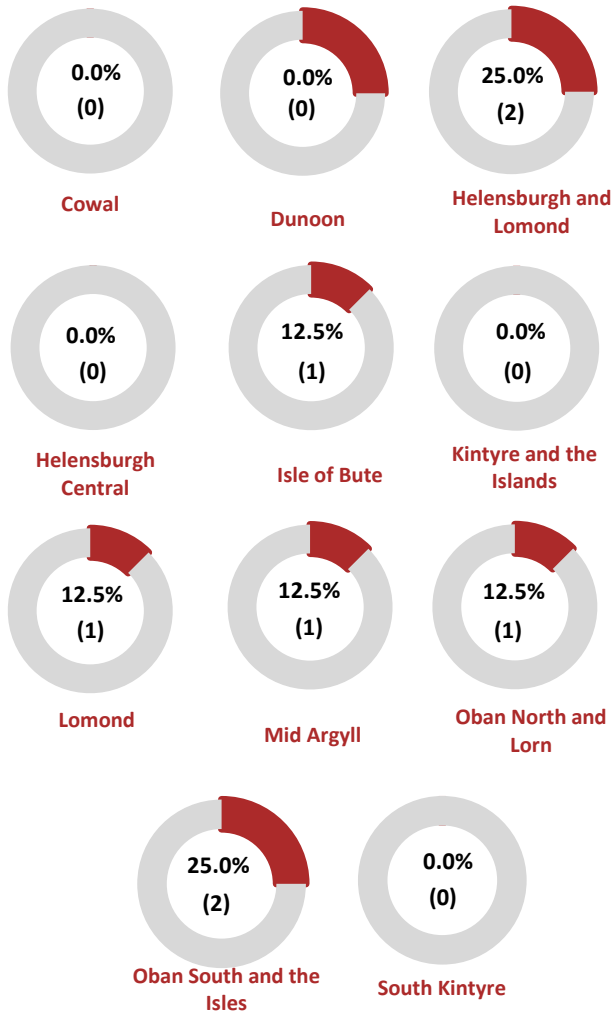 0.0%
(0)
Cowal
0.0%
(0)
Dunoon
25.0%
(2)
Helensburgh and
Lomond
0.0%
(0)
Helensburgh
Central
12.5%
(1)
Isle of Bute
0.0%
(0)
Kintyre and the
Islands
12.5%
(1)
Lomond
12.5%
(1)
Mid Argyll
12.5%
(1)
Oban North and
Lorn
25.0%
(2)
Oban South and the
Isles
0.0%
(0)
South Kintyre